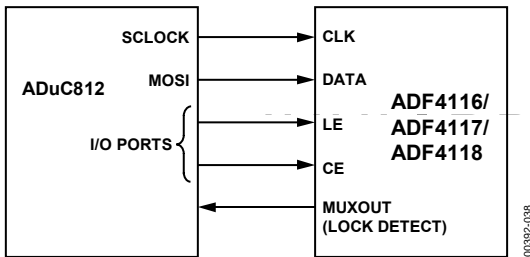 SCLOCK
MOSI
ADuC812
I/O PORTS
CLK
DATA
LE
CE
MUXOUT
(LOCK DETECT)
ADF4116/
ADF4117/
ADF4118
00392-038